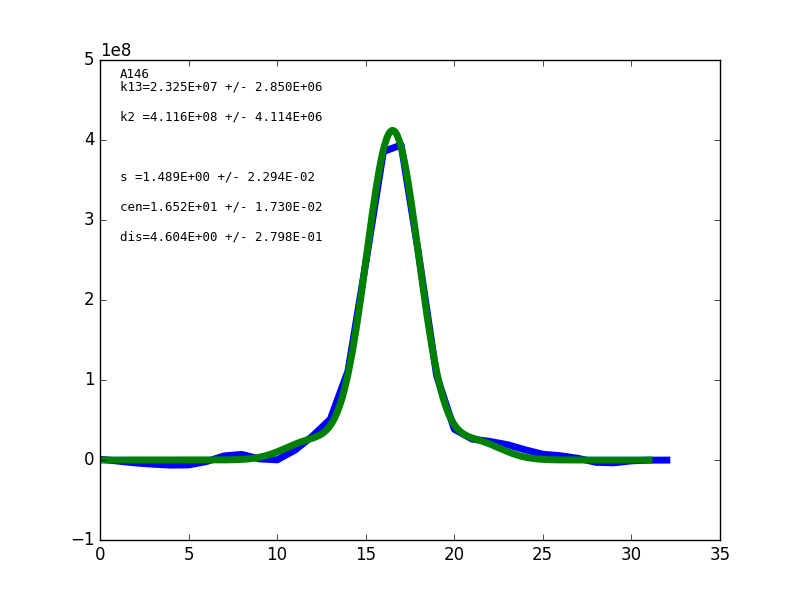 1e8
5
A146
k13=2.325E+07 +/- 2.850E+06
k2 =4.116E+08 +/- 4.114E+06
4
s =1.489E+00 +/- 2.294E-02
cen=1.652E+01 +/- 1.730E-02
3
dis=4.604E+00 +/- 2.798E-01
2
1
0
−1
0 5 10 15 20 25 30 35